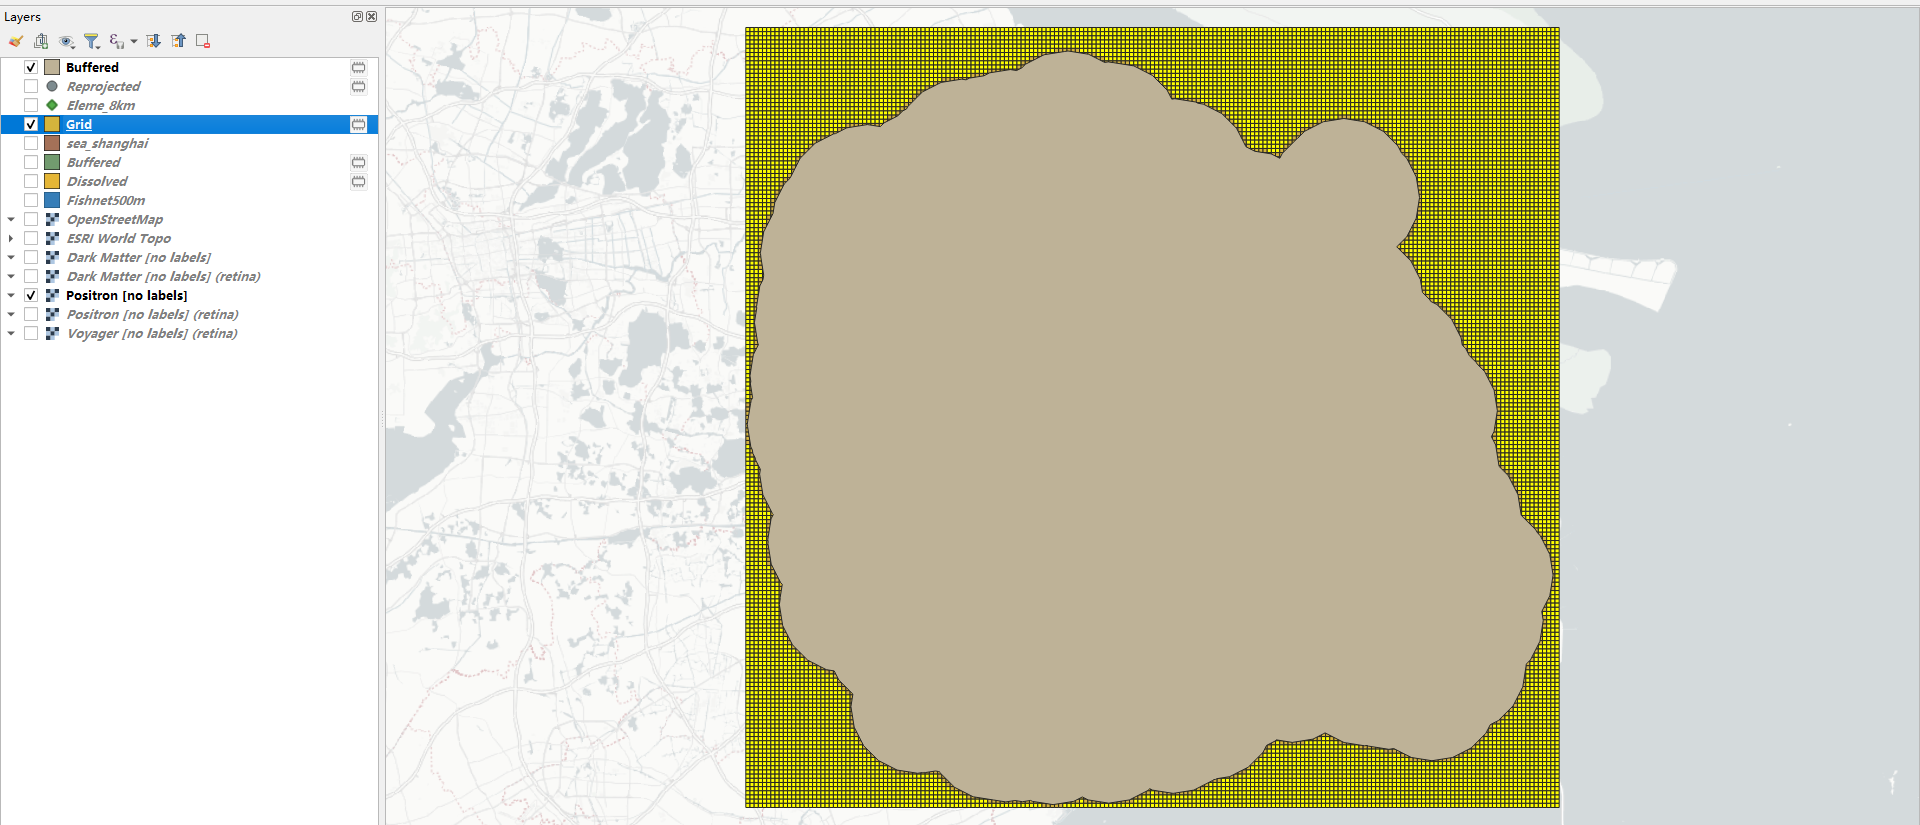 Layers
Buffered
Reprojected
Eleme_8km
Grid
sea_shanghai
Buffered
Dissolved
Fishnet500m
OpenStreetMap
ESRI World Topo
Dark Matter [no labels]
Dark Matter [no labels] (retina)
Positron [no labels]
Positron [no labels] (retina)
Voyager [no labels] (retina)